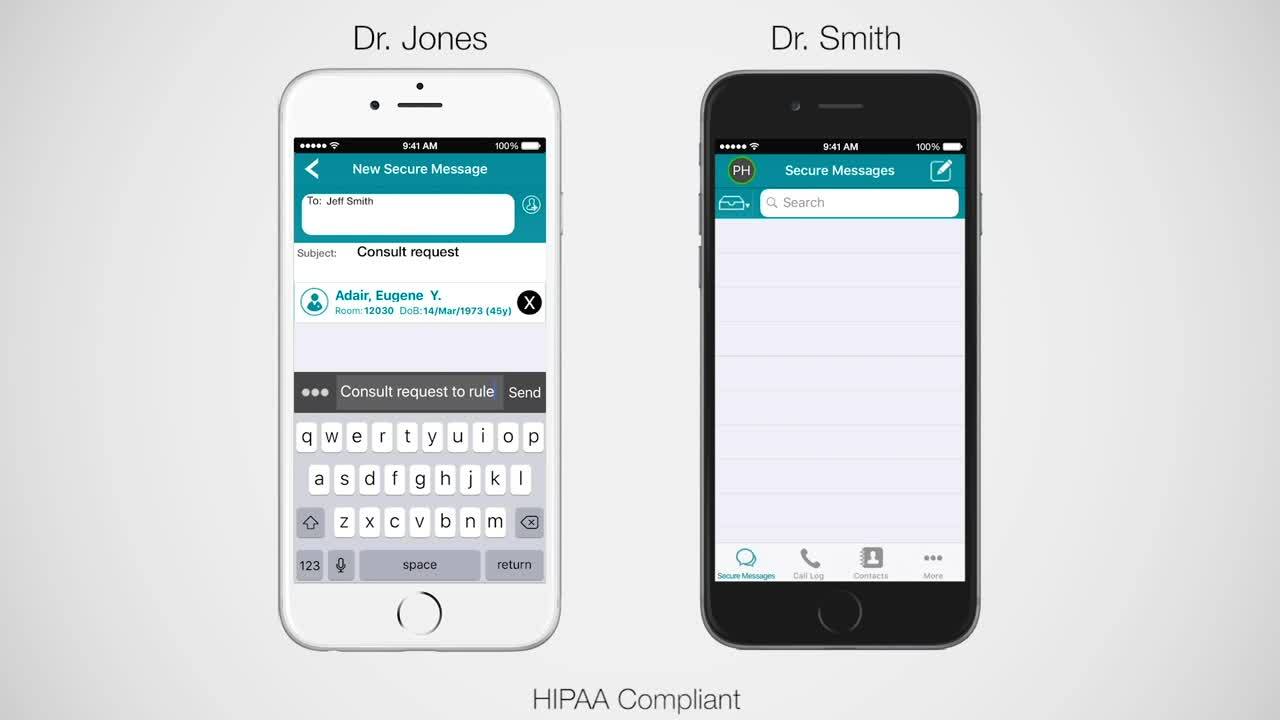 Dr. Jones
9:41 AM
100%
New Secure Message
To: Jeff Smith
Subject: Consult request
Adair, Eugene Y.
X
Room: 12030 DoB: 14/Mar/1973 (45y)
Consult request to rule
Send
q w e r t y u i o p
a s d f g h j k l
z x c v b n m
123 space return
Dr. Smith
9:41 AM
100%
PH
Secure Messages
Search
Secure Messages
Call Log
Contacts
More
HIPAA Compliant